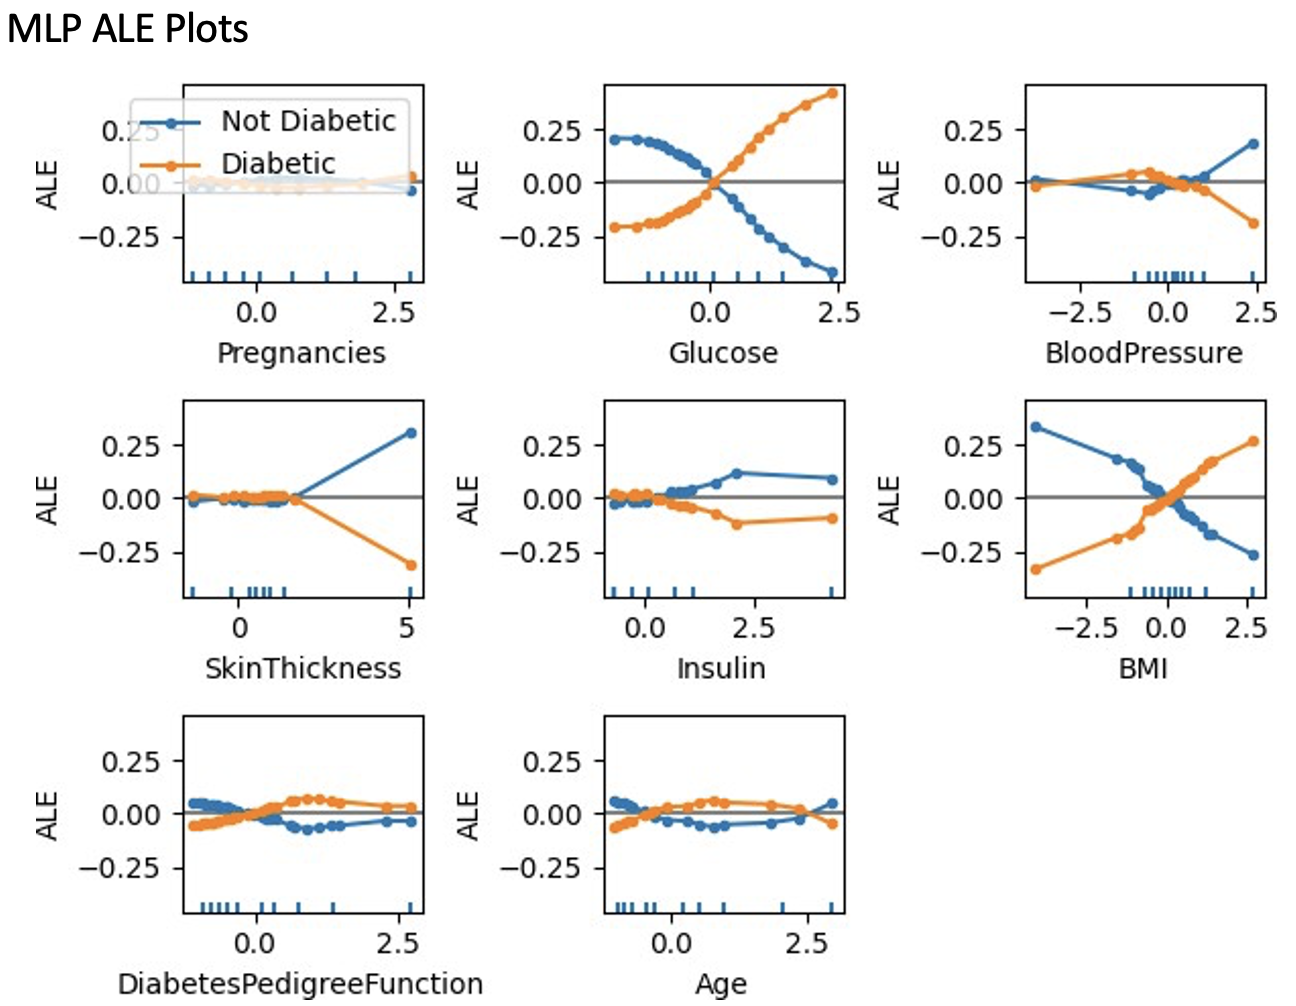 MLP ALE Plots
ALE
0.25
0.00
−0.25
Not Diabetic
Diabetic
0.0 2.5
Pregnancies
ALE
0.25
0.00
−0.25
0.0 2.5
Glucose
ALE
0.25
0.00
−0.25
−2.5 0.0 2.5
BloodPressure
ALE
0.25
0.00
−0.25
0 5
SkinThickness
ALE
0.25
0.00
−0.25
0.0 2.5
Insulin
ALE
0.25
0.00
−0.25
−2.5 0.0 2.5
BMI
ALE
0.25
0.00
−0.25
0.0 2.5
DiabetesPedigreeFunction
ALE
0.25
0.00
−0.25
0.0 2.5
Age